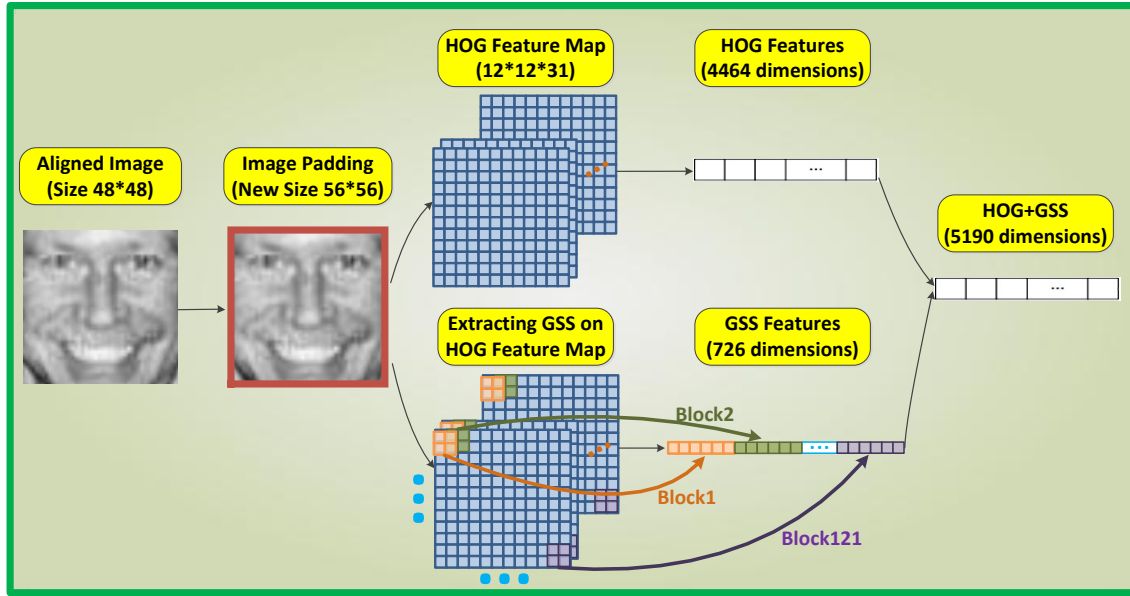 Aligned Image
(Size 48*48)
Image Padding
(New Size 56*56)
HOG Feature Map
(12*12*31)
HOG Features
(4464 dimensions)
...
HOG+GSS
(5190 dimensions)
...
Extracting GSS on
HOG Feature Map
GSS Features
(726 dimensions)
Block2
...
Block1
Block121